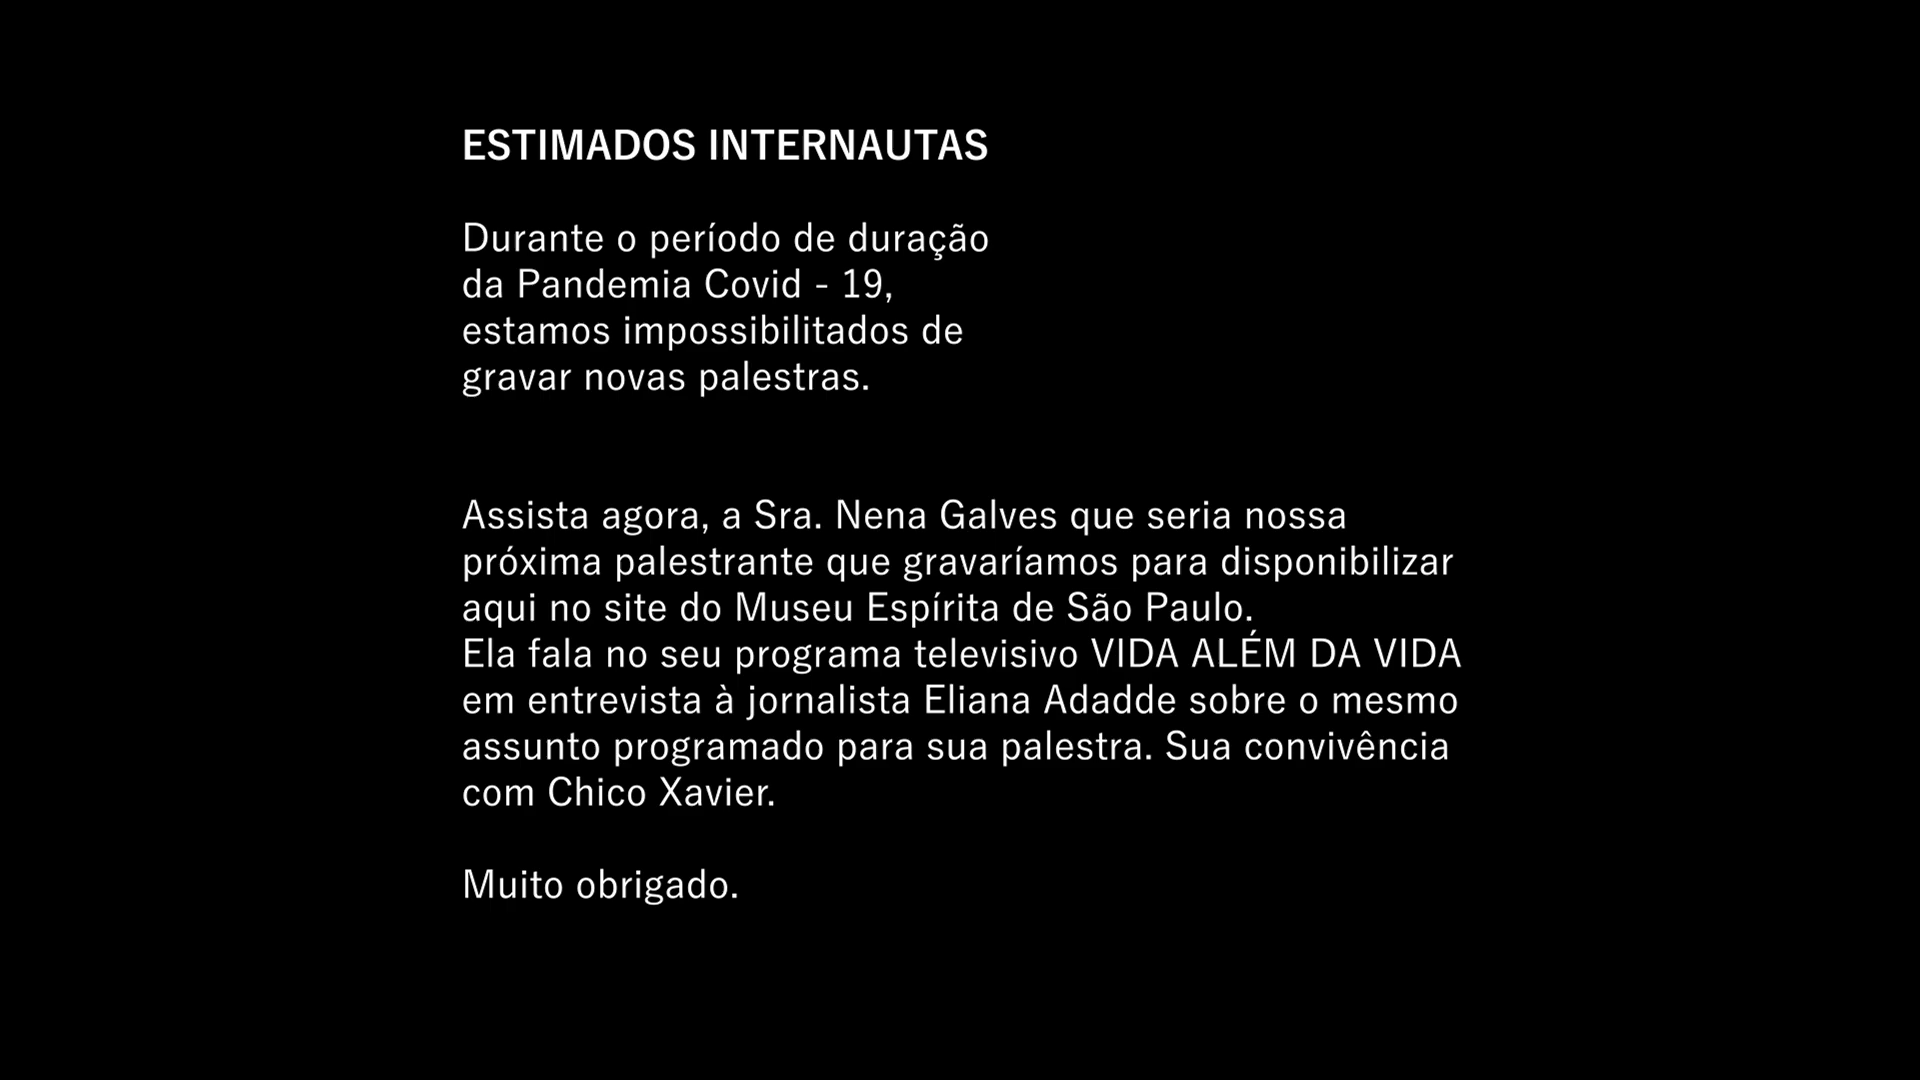 ESTIMADOS INTERNAUTAS
Durante o período de duração
da Pandemia Covid - 19,
estamos impossibilitados de
gravar novas palestras.
Assista agora, a Sra. Nena Galves que seria nossa
próxima palestrante que gravaríamos para disponibilizar
aqui no site do Museu Espírita de São Paulo.
Ela fala no seu programa televisivo VIDA ALÉM DA VIDA
em entrevista à jornalista Eliana Adadde sobre o mesmo
assunto programado para sua palestra. Sua convivência
com Chico Xavier.
Muito obrigado.